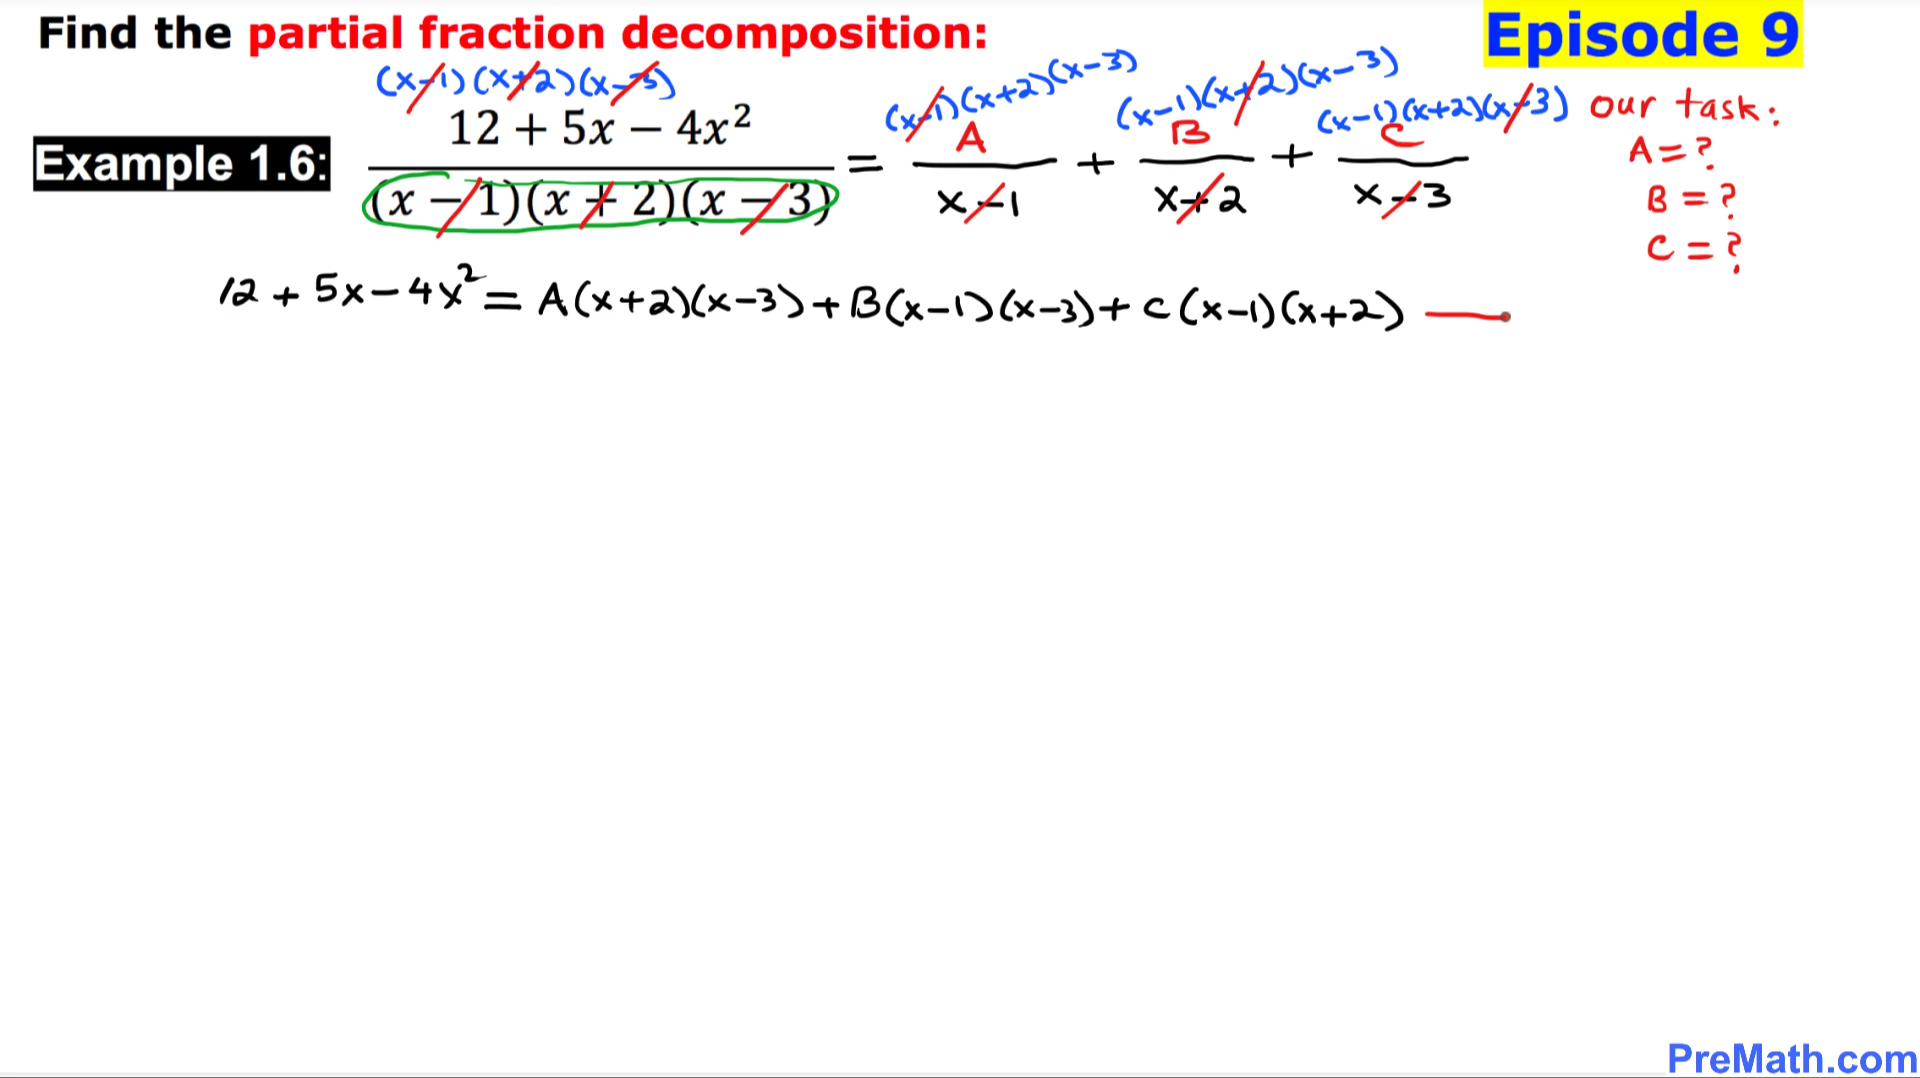 Find the partial fraction decomposition:
Episode 9
(x-1)(x+2)(x-3)
(x-1)(x+2)(x-3)
(x-1)(x+2)(x-3)
(x-1)(x+2)(x-3)
our task:
A = ?
B = ?
C = ?
Example 1.6:
12 + 5x − 4x²
(x − 1)(x + 2)(x − 3)
= A/(x-1) + B/(x+2) + C/(x-3)
12 + 5x - 4x² = A(x+2)(x-3) + B(x-1)(x-3) + C(x-1)(x+2)
PreMath.com